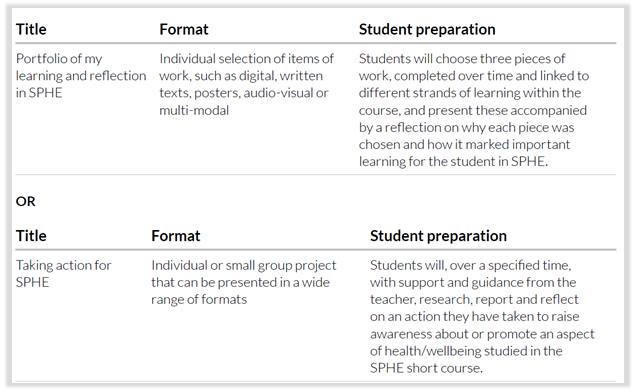 Title Format Student preparation
Portfolio of my Individual selection of items of Students will choose three pieces of
learning and reflection work, such as digital, written work, completed over time and linked to
in SPHE texts, posters, audio-visual or different strands of learning within the
multi-modal course, and present these accompanied
by a reflection on why each piece was
chosen and how it marked important
learning for the student in SPHE.
OR
Title Format Student preparation
Taking action for Individual or small group project Students will, over a specified time,
SPHE that can be presented in a wide with support and guidance from the
range of formats teacher, research, report and reflect
on an action they have taken to raise
awareness about or promote an aspect
of health/wellbeing studied in the
SPHE short course.